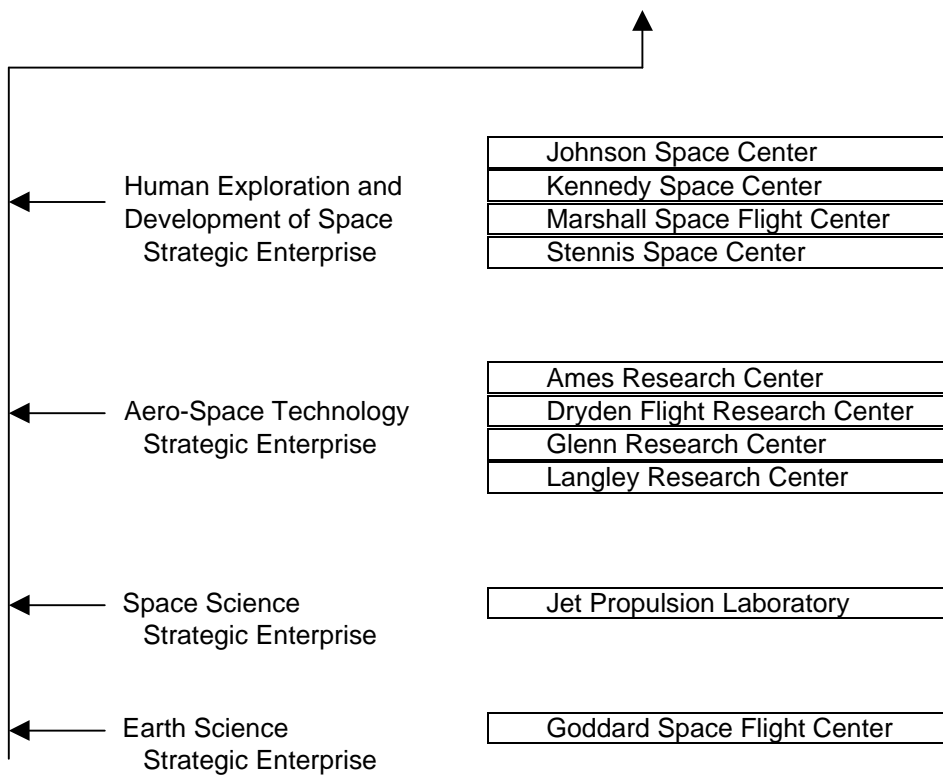 Human Exploration and
Development of Space
Strategic Enterprise
Johnson Space Center
Kennedy Space Center
Marshall Space Flight Center
Stennis Space Center
Aero-Space Technology
Strategic Enterprise
Ames Research Center
Dryden Flight Research Center
Glenn Research Center
Langley Research Center
Space Science
Strategic Enterprise
Jet Propulsion Laboratory
Earth Science
Strategic Enterprise
Goddard Space Flight Center